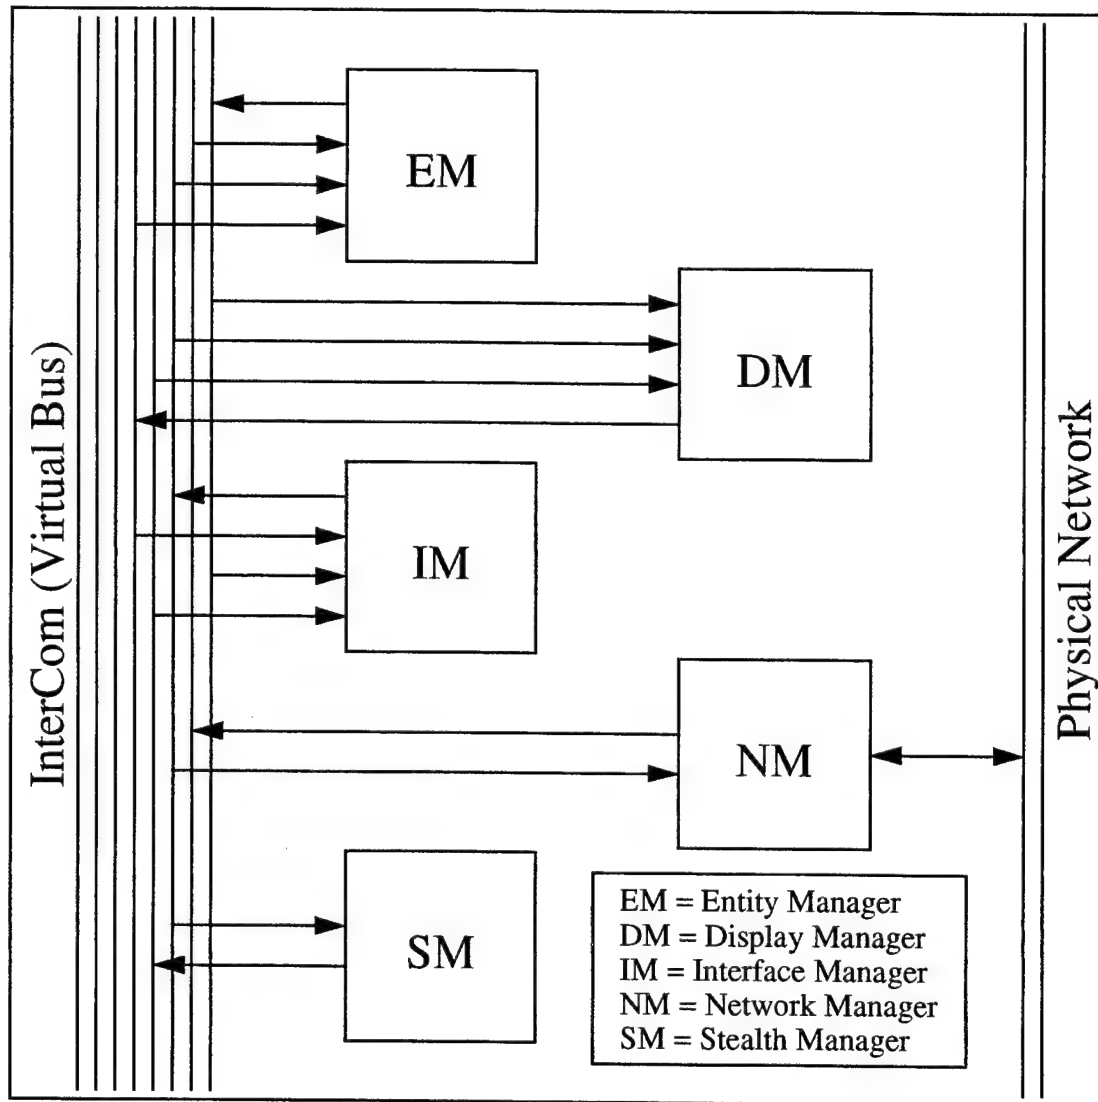 InterCom (Virtual Bus)
EM
DM
IM
NM
SM
Physical Network
EM = Entity Manager
DM = Display Manager
IM = Interface Manager
NM = Network Manager
SM = Stealth Manager